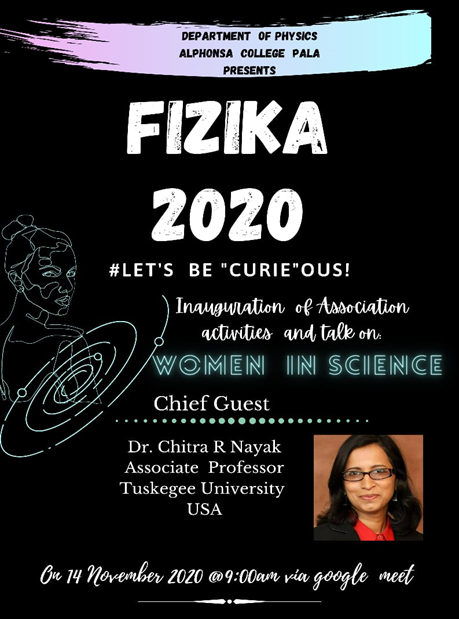 DEPARTMENT OF PHYSICS
ALPHONSA COLLEGE PALA
PRESENTS
FIZIKA
2020
#LET'S BE "CURIE"OUS!
Inauguration of Association
activities and talk on:
WOMEN IN SCIENCE
Chief Guest
Dr. Chitra R Nayak
Associate Professor
Tuskegee University
USA
On 14 November 2020 @9:00am via google meet